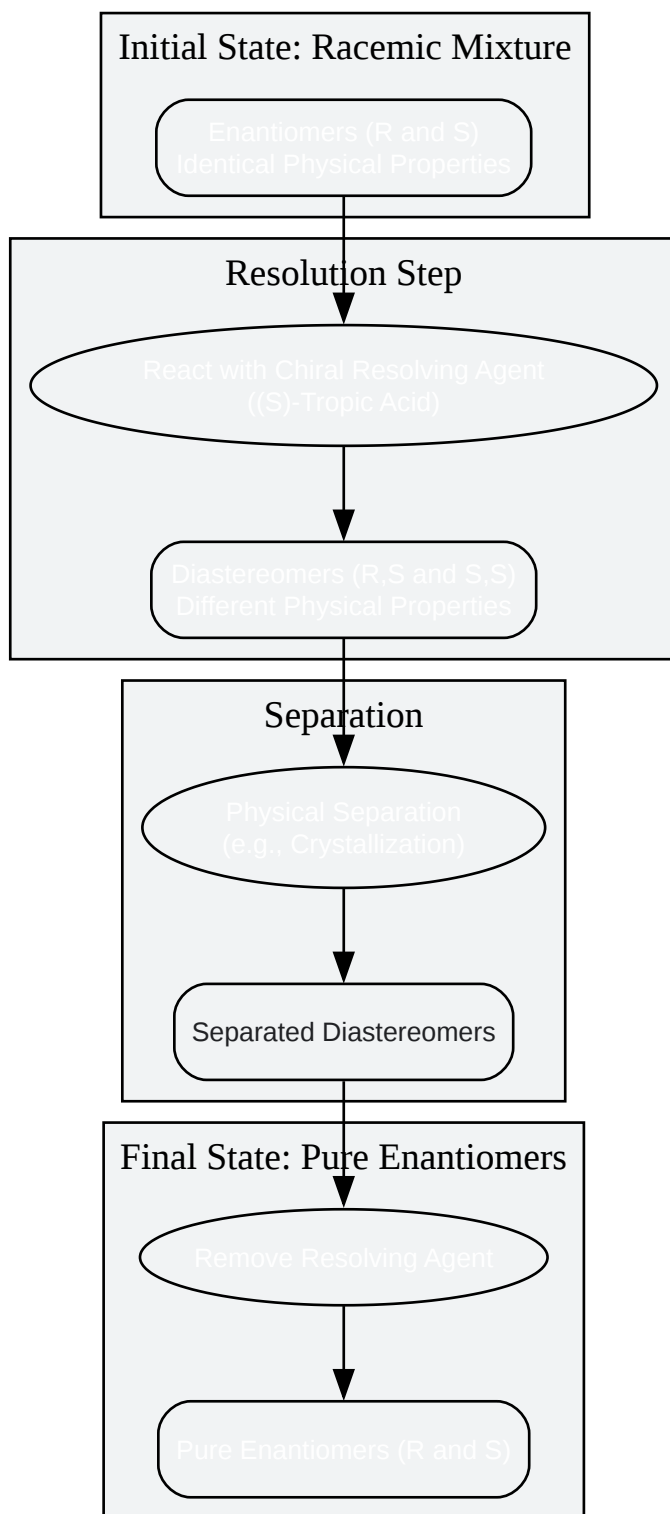 Initial State: Racemic Mixture
Enantiomers (R and S)
Identical Physical Properties
Resolution Step
React with Chiral Resolving Agent
((S)-Tropic Acid)
Diastereomers (R,S and S,S)
Different Physical Properties
Separation
Physical Separation
(e.g., Crystallization)
Separated Diastereomers
Final State: Pure Enantiomers
Remove Resolving Agent
Pure Enantiomers (R and S)